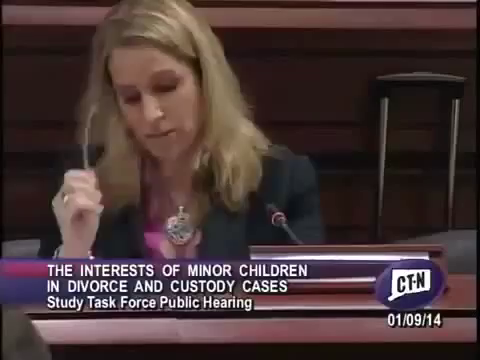 THE INTERESTS OF MINOR CHILDREN
IN DIVORCE AND CUSTODY CASES
Study Task Force Public Hearing
CT-N
01/09/14